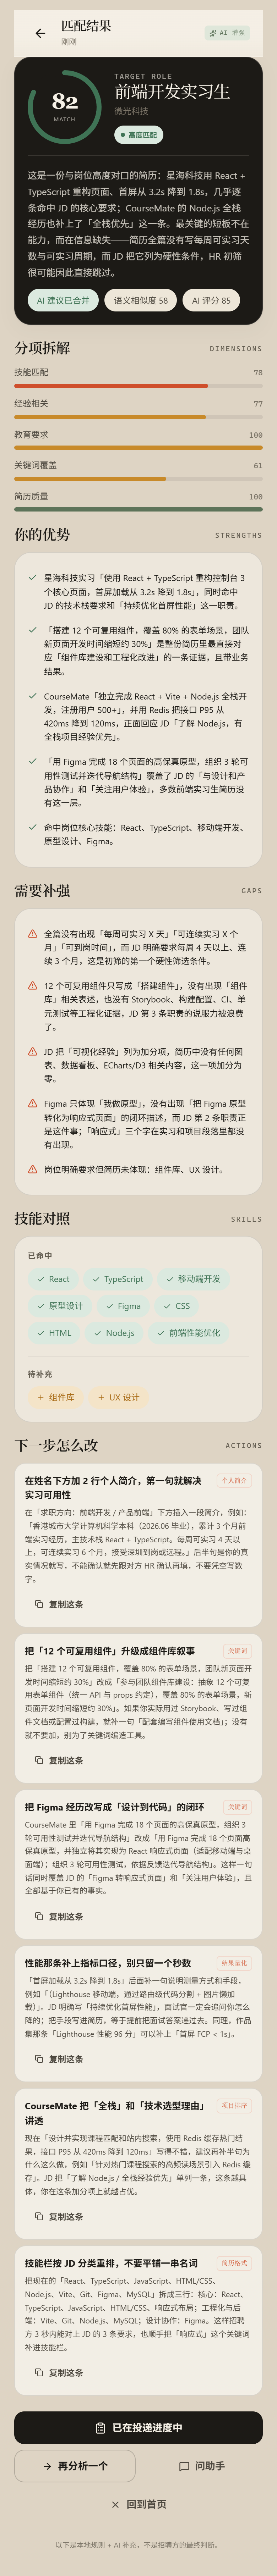 匹配结果
刚刚
AI 增强
82
MATCH
TARGET ROLE
前端开发实习生
微光科技
高度匹配
这是一份与岗位高度对口的简历：星海科技用 React +
TypeScript 重构页面、首屏从 3.2s 降到 1.8s，几乎逐
条命中 JD 的核心要求；CourseMate 的 Node.js 全栈
经历也补上了「全栈优先」这一条。最关键的短板不在
能力，而在信息缺失——简历全篇没有写每周可实习天
数与可实习周期，而 JD 把它列为硬性条件，HR 初筛
很可能因此直接跳过。
AI 建议已合并
语义相似度 58
AI 评分 85
分项拆解
DIMENSIONS
技能匹配
78
经验相关
77
教育要求
100
关键词覆盖
61
简历质量
100
你的优势
STRENGTHS
星海科技实习「使用 React + TypeScript 重构控制台 3
个核心页面，首屏加载从 3.2s 降到 1.8s」，同时命中
JD 的技术栈要求和「持续优化首屏性能」这一职责。
「搭建 12 个可复用组件，覆盖 80% 的表单场景，团队
新页面开发时间缩短约 30%」是整份简历里最直接对
应「组件库建设和工程化改进」的一条证据，且带业务
结果。
CourseMate「独立完成 React + Vite + Node.js 全栈开
发，注册用户 500+」，并用 Redis 把接口 P95 从
420ms 降到 120ms，正面回应 JD「了解 Node.js，有
全栈项目经验优先」。
「用 Figma 完成 18 个页面的高保真原型，组织 3 轮可
用性测试并迭代导航结构」覆盖了 JD 的「与设计和产
品协作」和「关注用户体验」，多数前端实习生简历没
有这一层。
命中岗位核心技能：React、TypeScript、移动端开发、
原型设计、Figma。
需要补强
GAPS
全篇没有出现「每周可实习 X 天」「可连续实习 X 个
月」「可到岗时间」，而 JD 明确要求每周 4 天以上、连
续 3 个月，这是初筛的第一个硬性筛选条件。
12 个可复用组件只写成「搭建组件」，没有出现「组件
库」相关表述，也没有 Storybook、构建配置、CI、单
元测试等工程化证据，JD 第 3 条职责的说服力被浪费
了。
JD 把「可视化经验」列为加分项，简历中没有任何图
表、数据看板、ECharts/D3 相关内容，这一项加分为
零。
Figma 只体现「我做原型」，没有出现「把 Figma 原型
转化为响应式页面」的闭环描述，而 JD 第 2 条职责正
是这件事；「响应式」三个字在实习和项目段落里都没
有出现。
岗位明确要求但简历未体现：组件库、UX 设计。
技能对照
SKILLS
已命中
React
TypeScript
移动端开发
原型设计
Figma
CSS
HTML
Node.js
前端性能优化
待补充
组件库
UX 设计
下一步怎么改
ACTIONS
在姓名下方加 2 行个人简介，第一句就解决
实习可用性
个人简介
在「求职方向：前端开发 / 产品前端」下方插入一段简介，例如：
「香港城市大学计算机科学本科（2026.06 毕业），累计 3 个月前
端实习经历，主技术栈 React + TypeScript。每周可实习 4 天以
上，可连续实习 6 个月，接受深圳到岗或远程。」后半句是你的真
实情况就写，不能确认就先跟对方 HR 确认再填，不要凭空写数
字。
复制这条
把「12 个可复用组件」升级成组件库叙事
关键词
把「搭建 12 个可复用组件，覆盖 80% 的表单场景，团队新页面开
发时间缩短约 30%」改成「参与团队组件库建设：抽象 12 个可复
用表单组件（统一 API 与 props 约定），覆盖 80% 的表单场景，新
页面开发时间缩短约 30%」。如果你实际用过 Storybook、写过组
件文档或配置过构建，就补一句「配套编写组件使用文档」；没有
就不要加，别为了关键词编造工具。
复制这条
把 Figma 经历改成「设计到代码」的闭环
关键词
CourseMate 里「用 Figma 完成 18 个页面的高保真原型，组织 3
轮可用性测试并迭代导航结构」改成「用 Figma 完成 18 个页面高
保真原型，并独立将其实现为 React 响应式页面（适配移动端与桌
面端）；组织 3 轮可用性测试，依据反馈迭代导航结构」。这样一句
话同时覆盖 JD 的「Figma 转响应式页面」和「关注用户体验」，且
全部基于你已有的事实。
复制这条
性能那条补上指标口径，别只留一个秒数
结果量化
「首屏加载从 3.2s 降到 1.8s」后面补一句说明测量方式和手段，
例如「（Lighthouse 移动端，通过路由级代码分割 + 图片懒加
载）」。JD 明确写「持续优化首屏性能」，面试官一定会追问你怎么
降的；把手段写进简历，等于提前把面试答案递过去。同理，作品
集那条「Lighthouse 性能 96 分」可以补上「首屏 FCP < 1s」。
复制这条
CourseMate 把「全栈」和「技术选型理由」
讲透
项目排序
现在「设计并实现课程匹配和站内搜索，使用 Redis 缓存热门结
果，接口 P95 从 420ms 降到 120ms」写得不错，建议再补半句为
什么这么做，例如「针对热门课程搜索的高频读场景引入 Redis 缓
存」。JD 把「了解 Node.js / 全栈经验优先」单列一条，这条越具
体，你在这条加分项上就越占优。
复制这条
技能栏按 JD 分类重排，不要平铺一串名词
简历格式
把现在的「React、TypeScript、JavaScript、HTML/CSS、
Node.js、Vite、Git、Figma、MySQL」拆成三行：核心：React、
TypeScript、JavaScript、HTML/CSS、响应式布局；工程化与后
端：Vite、Git、Node.js、MySQL；设计协作：Figma。这样招聘
方 3 秒内能对上 JD 的 3 条要求，也顺手把「响应式」这个关键词
补进技能栏。
复制这条
已在投递进度中
再分析一个
问助手
回到首页
以下是本地规则 + AI 补充，不是招聘方的最终判断。